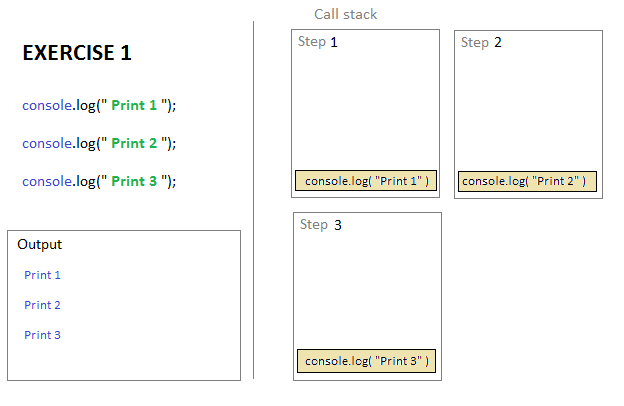 EXERCISE 1
console.log(" Print 1 ");
console.log(" Print 2 ");
console.log(" Print 3 ");
Output
Print 1
Print 2
Print 3
Call stack
Step 1
console.log( "Print 1" )
Step 2
console.log( "Print 2" )
Step 3
console.log( "Print 3" )